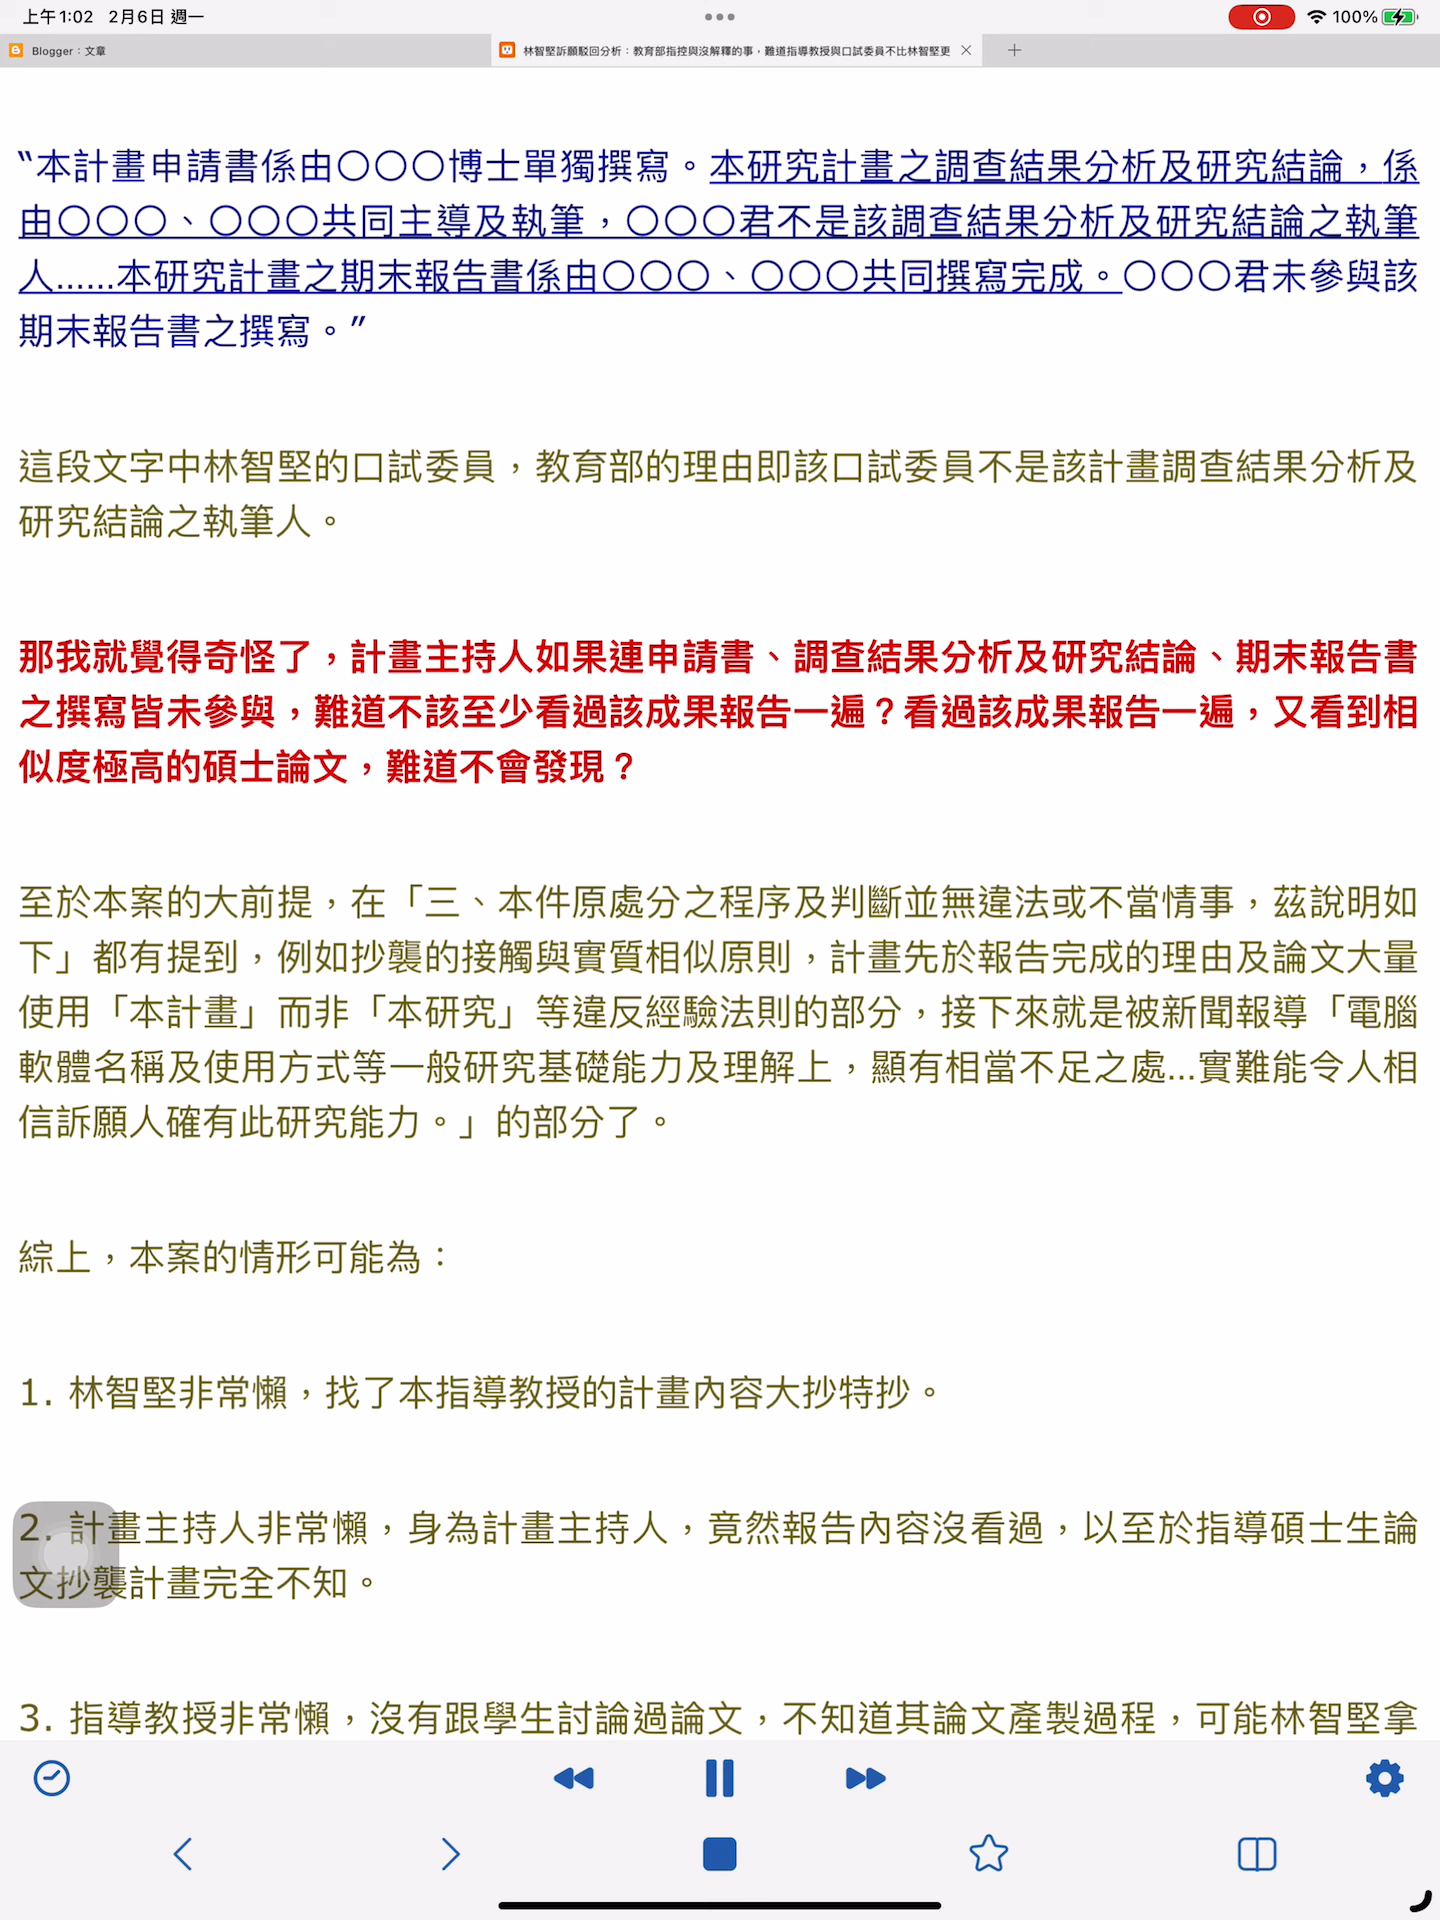 上午1:02 2月6日 週一
100%
Blogger：文章
林智堅訴願駁回分析：教育部指控與沒解釋的事，難道指導教授與口試委員不比林智堅更
〝本計畫申請書係由〇〇〇博士單獨撰寫。本研究計畫之調查結果分析及研究結論，係
由〇〇〇、〇〇〇共同主導及執筆，〇〇〇君不是該調查結果分析及研究結論之執筆
人……本研究計畫之期末報告書係由〇〇〇、〇〇〇共同撰寫完成。〇〇〇君未參與該
期末報告書之撰寫。〞
這段文字中林智堅的口試委員，教育部的理由即該口試委員不是該計畫調查結果分析及
研究結論之執筆人。
那我就覺得奇怪了，計畫主持人如果連申請書、調查結果分析及研究結論、期末報告書
之撰寫皆未參與，難道不該至少看過該成果報告一遍？看過該成果報告一遍，又看到相
似度極高的碩士論文，難道不會發現？
至於本案的大前提，在「三、本件原處分之程序及判斷並無違法或不當情事，茲說明如
下」都有提到，例如抄襲的接觸與實質相似原則，計畫先於報告完成的理由及論文大量
使用「本計畫」而非「本研究」等違反經驗法則的部分，接下來就是被新聞報導「電腦
軟體名稱及使用方式等一般研究基礎能力及理解上，顯有相當不足之處…實難能令人相
信訴願人確有此研究能力。」的部分了。
綜上，本案的情形可能為：
1. 林智堅非常懶，找了本指導教授的計畫內容大抄特抄。
2. 計畫主持人非常懶，身為計畫主持人，竟然報告內容沒看過，以至於指導碩士生論
文抄襲計畫完全不知。
3. 指導教授非常懶，沒有跟學生討論過論文，不知道其論文產製過程，可能林智堅拿